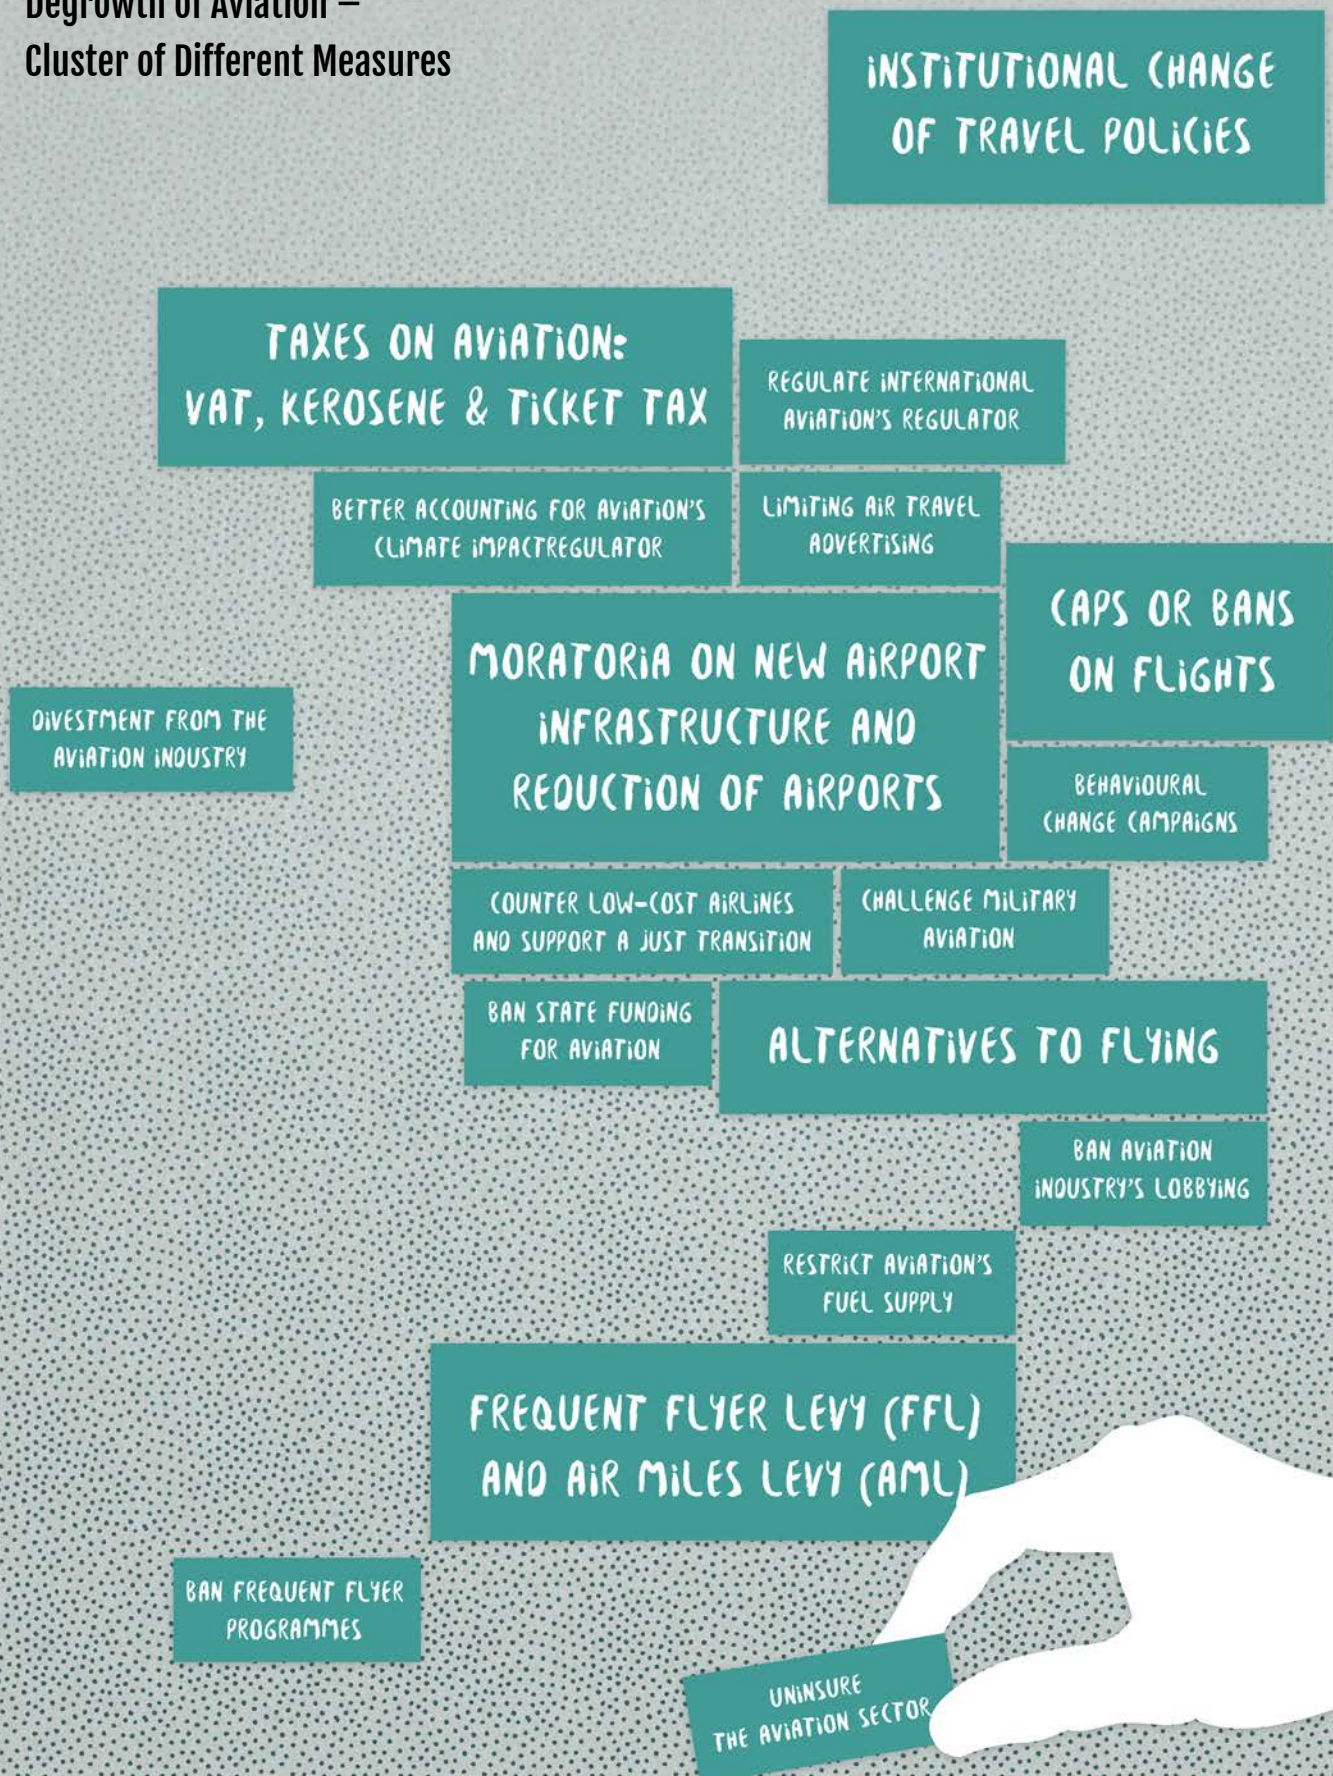 Degrowth of Aviation –
Cluster of Different Measures
INSTITUTIONAL CHANGE
OF TRAVEL POLICIES
TAXES ON AVIATION:
VAT, KEROSENE & TICKET TAX
REGULATE INTERNATIONAL
AVIATION'S REGULATOR
BETTER ACCOUNTING FOR AVIATION'S
CLIMATE IMPACTREGULATOR
LIMITING AIR TRAVEL
ADVERTISING
CAPS OR BANS
ON FLIGHTS
MORATORIA ON NEW AIRPORT
INFRASTRUCTURE AND
REDUCTION OF AIRPORTS
DIVESTMENT FROM THE
AVIATION INDUSTRY
BEHAVIOURAL
CHANGE CAMPAIGNS
COUNTER LOW-COST AIRLINES
AND SUPPORT A JUST TRANSITION
CHALLENGE MILITARY
AVIATION
BAN STATE FUNDING
FOR AVIATION
ALTERNATIVES TO FLYING
BAN AVIATION
INDUSTRY'S LOBBYING
RESTRICT AVIATION'S
FUEL SUPPLY
FREQUENT FLYER LEVY (FFL)
AND AIR MILES LEVY (AML)
BAN FREQUENT FLYER
PROGRAMMES
UNINSURE
THE AVIATION SECTOR